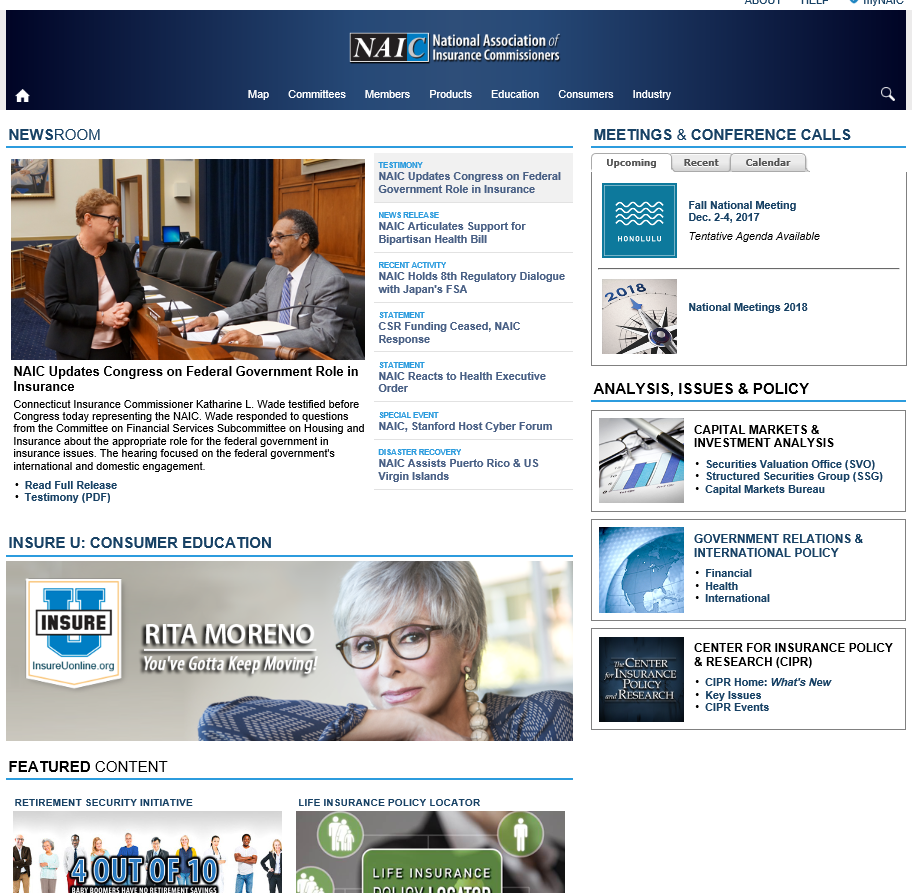 ABOUT HELP myNAIC
NAIC National Association of
Insurance Commissioners
Map Committees Members Products Education Consumers Industry
NEWSROOM
NAIC Updates Congress on Federal Government Role in
Insurance
Connecticut Insurance Commissioner Katharine L. Wade testified before
Congress today representing the NAIC. Wade responded to questions
from the Committee on Financial Services Subcommittee on Housing and
Insurance about the appropriate role for the federal government in
insurance issues. The hearing focused on the federal government's
international and domestic engagement.
• Read Full Release
• Testimony (PDF)
TESTIMONY
NAIC Updates Congress on Federal
Government Role in Insurance
NEWS RELEASE
NAIC Articulates Support for
Bipartisan Health Bill
RECENT ACTIVITY
NAIC Holds 8th Regulatory Dialogue
with Japan's FSA
STATEMENT
CSR Funding Ceased, NAIC
Response
STATEMENT
NAIC Reacts to Health Executive
Order
SPECIAL EVENT
NAIC, Stanford Host Cyber Forum
DISASTER RECOVERY
NAIC Assists Puerto Rico & US
Virgin Islands
MEETINGS & CONFERENCE CALLS
Upcoming Recent Calendar
HONOLULU
Fall National Meeting
Dec. 2-4, 2017
Tentative Agenda Available
2018
National Meetings 2018
ANALYSIS, ISSUES & POLICY
CAPITAL MARKETS &
INVESTMENT ANALYSIS
• Securities Valuation Office (SVO)
• Structured Securities Group (SSG)
• Capital Markets Bureau
GOVERNMENT RELATIONS &
INTERNATIONAL POLICY
• Financial
• Health
• International
The CENTER
for INSURANCE
POLICY
and RESEARCH
CENTER FOR INSURANCE POLICY
& RESEARCH (CIPR)
• CIPR Home: What's New
• Key Issues
• CIPR Events
INSURE U: CONSUMER EDUCATION
U
INSURE
InsureUonline.org
RITA MORENO
You've Gotta Keep Moving!
FEATURED CONTENT
RETIREMENT SECURITY INITIATIVE
4 OUT OF 10
BABY BOOMERS HAVE NO RETIREMENT SAVINGS
LIFE INSURANCE POLICY LOCATOR
LIFE INSURANCE
POLICY LOCATOR